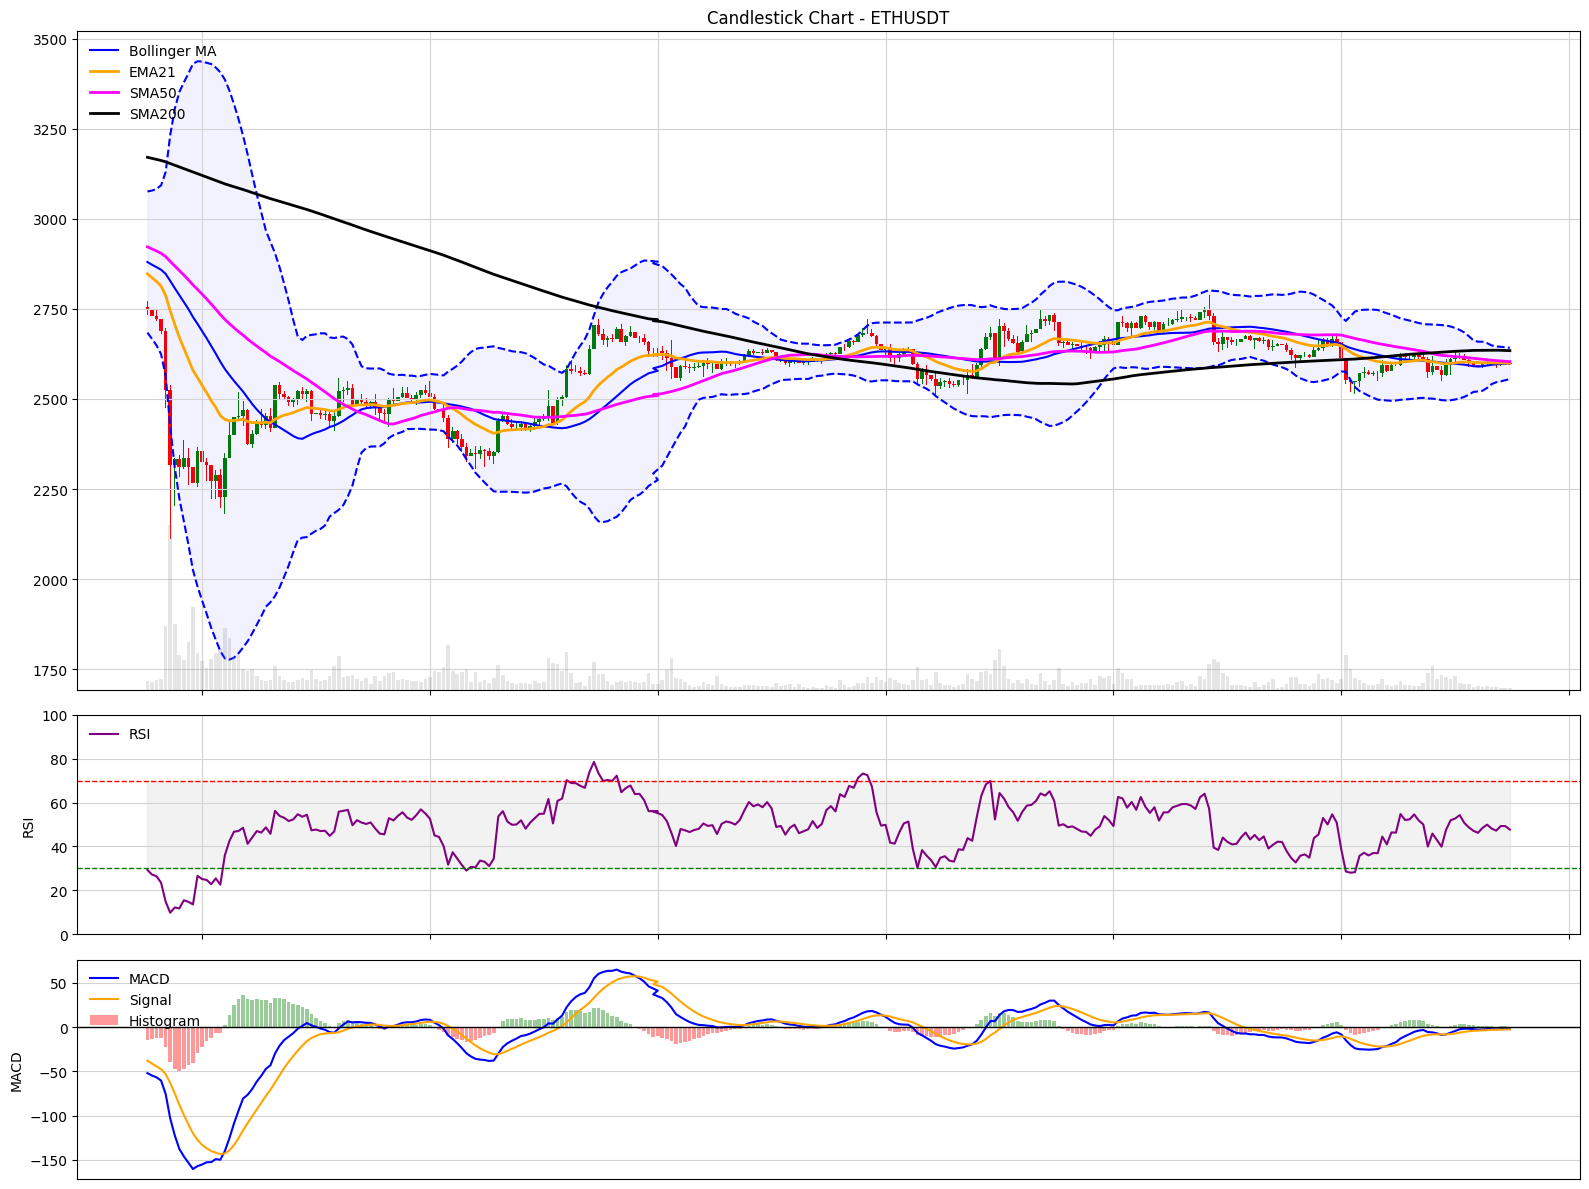 Candlestick Chart - ETHUSDT
3500
3250
3000
2750
2500
2250
2000
1750
Bollinger MA
EMA21
SMA50
SMA200
100
80
60
40
20
0
RSI
RSI
50
0
−50
−100
−150
MACD
MACD
Signal
Histogram